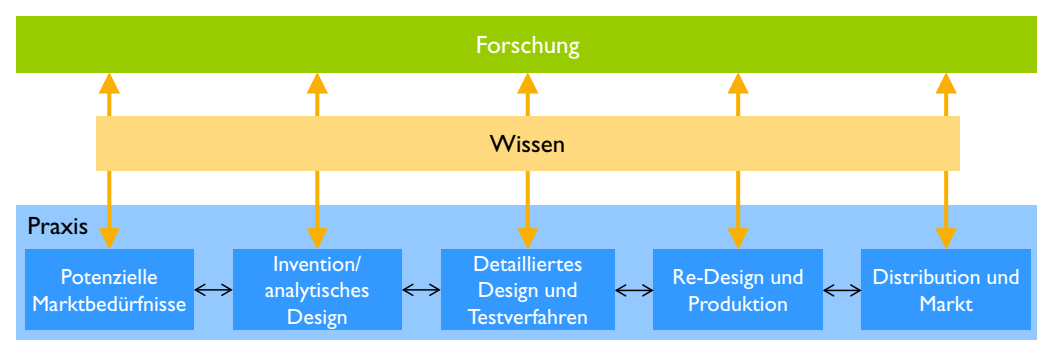 Forschung
Wissen
Praxis
Potenzielle
Marktbedürfnisse
Invention/
analytisches
Design
Detailliertes
Design und
Testverfahren
Re-Design und
Produktion
Distribution und
Markt